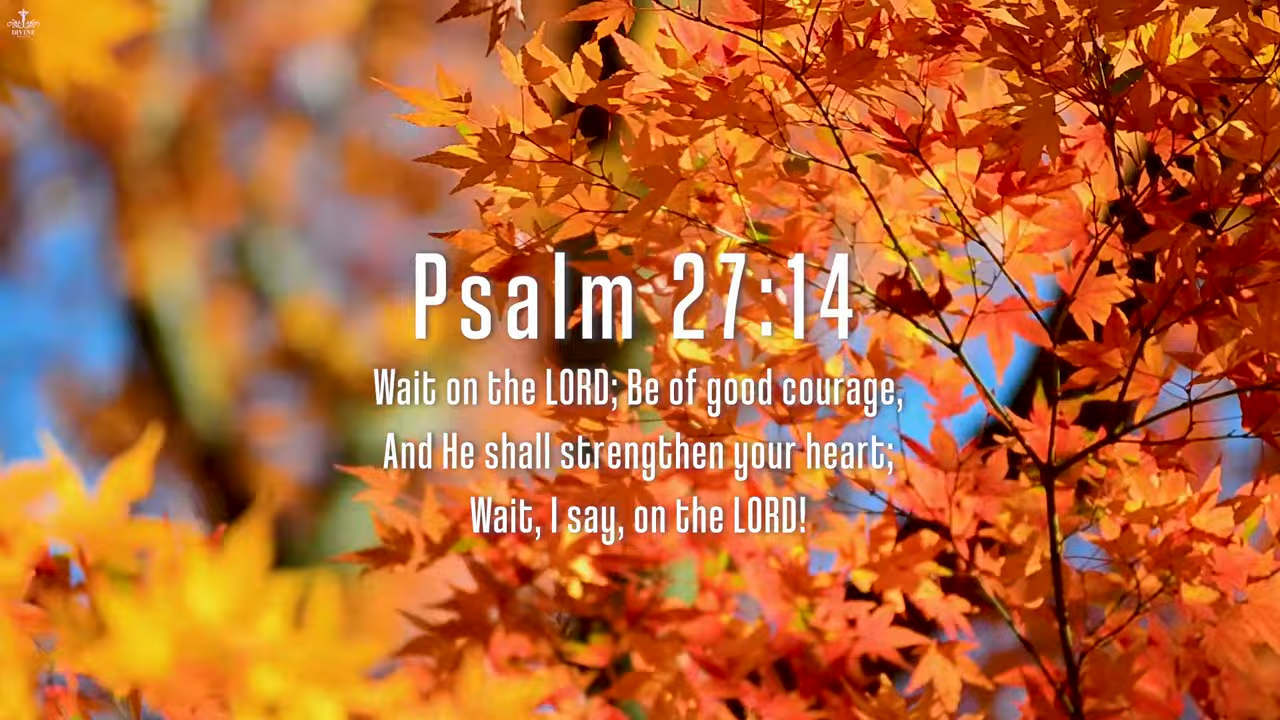 DIVINE
Psalm 27:14
Wait on the LORD; Be of good courage,
And He shall strengthen your heart;
Wait, I say, on the LORD!